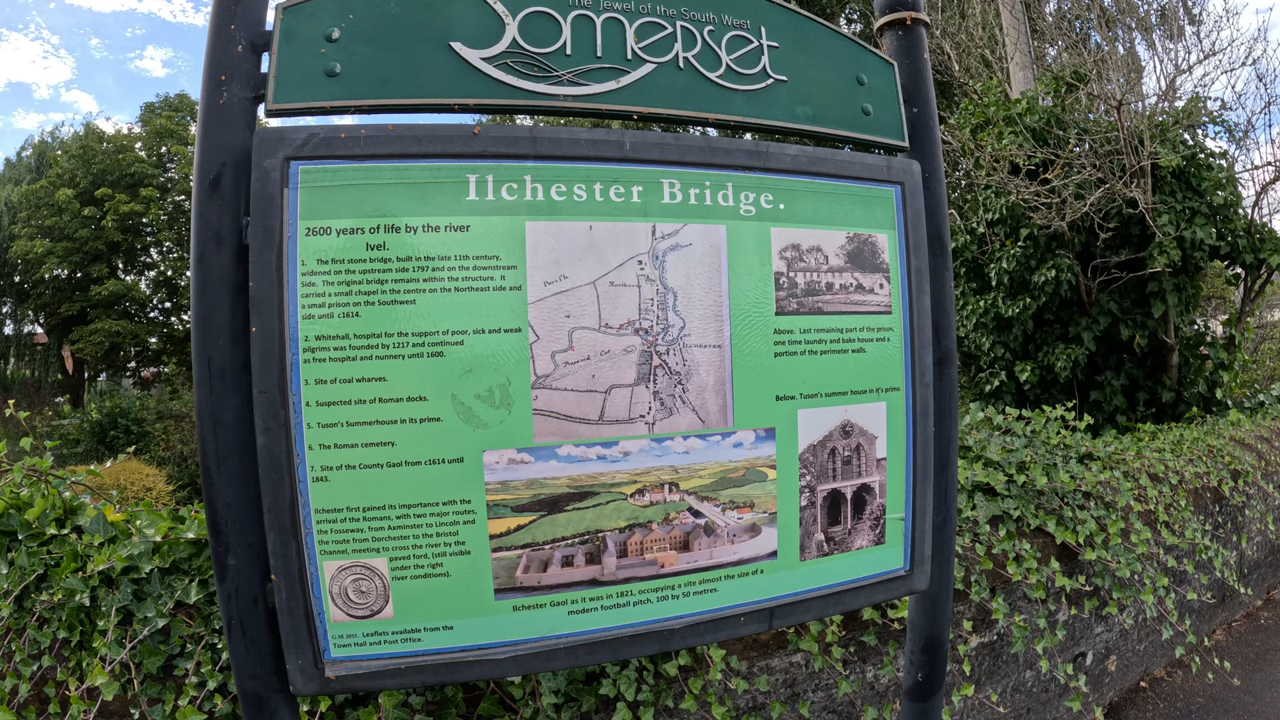 The Jewel of the South West
Somerset
Ilchester Bridge.
2600 years of life by the river
Ivel.
1. The first stone bridge, built in the late 11th century,
widened on the upstream side 1797 and on the downstream
Side. The original bridge remains within the structure. It
carried a small chapel in the centre on the Northeast side and
a small prison on the Southwest
side until c1614.
2. Whitehall, hospital for the support of poor, sick and weak
pilgrims was founded by 1217 and continued
as free hospital and nunnery until 1600.
3. Site of coal wharves.
4. Suspected site of Roman docks.
5. Tuson's Summerhouse in its prime.
6. The Roman cemetery.
7. Site of the County Gaol from c1614 until
1843.
Ilchester first gained its importance with the
arrival of the Romans, with two major routes,
the Fosseway, from Axminster to Lincoln and
the route from Dorchester to the Bristol
Channel, meeting to cross the river by the
paved ford, (still visible
under the right
river conditions).
G.M 2011. Leaflets available from the
Town Hall and Post Office.
Parish
Northover
ILCHESTER
Above. Last remaining part of the prison,
one time laundry and bake house and a
portion of the perimeter walls.
Below. Tuson's summer house in it's prime.
Ilchester Gaol as it was in 1821, occupying a site almost the size of a
modern football pitch, 100 by 50 metres.